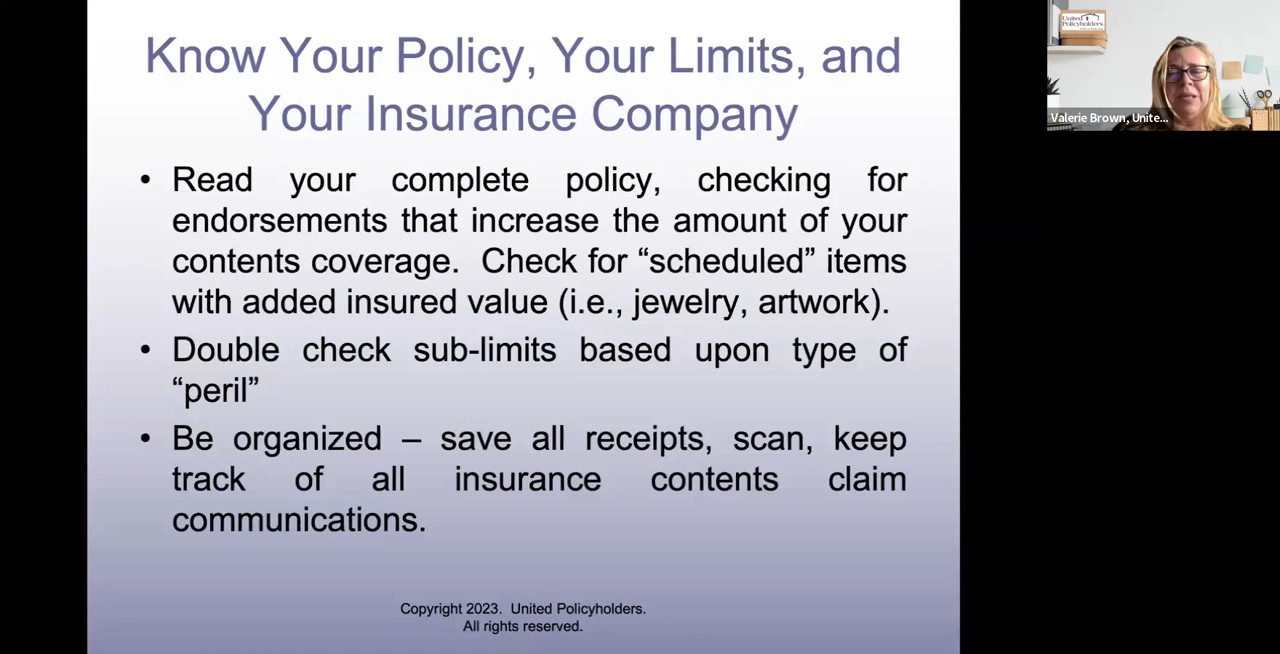 Know Your Policy, Your Limits, and
Your Insurance Company
• Read your complete policy, checking for
endorsements that increase the amount of your
contents coverage.  Check for “scheduled” items
with added insured value (i.e., jewelry, artwork).
• Double check sub-limits based upon type of
“peril”
• Be organized – save all receipts, scan, keep
track of all insurance contents claim
communications.
Copyright 2023.  United Policyholders.
All rights reserved.
United
Policyholders
Valerie Brown, Unite...